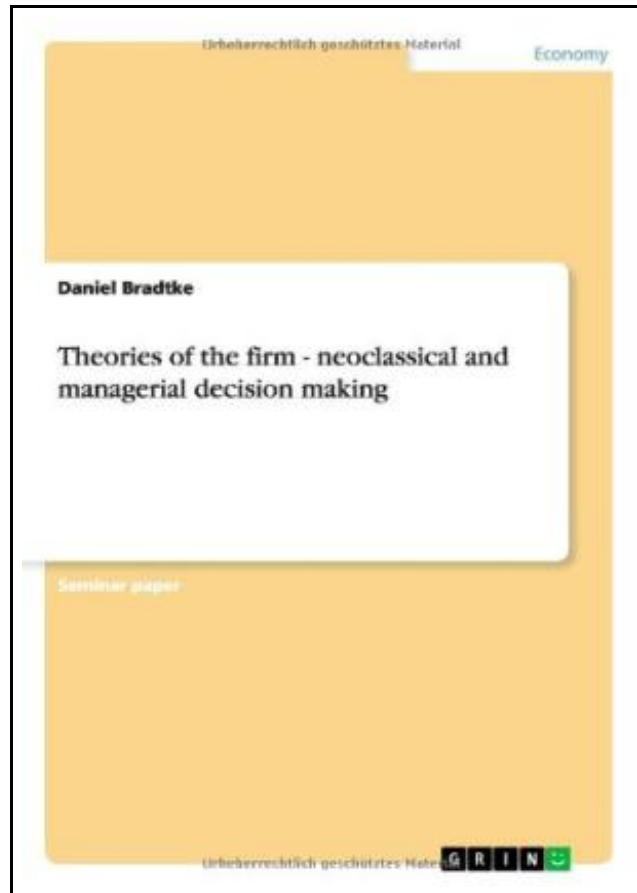 Urheberrechtlich geschütztes Material
Economy
Daniel Bradtke
Theories of the firm - neoclassical and
managerial decision making
Seminar paper
Urheberrechtlich geschütztes Mate
GRIN